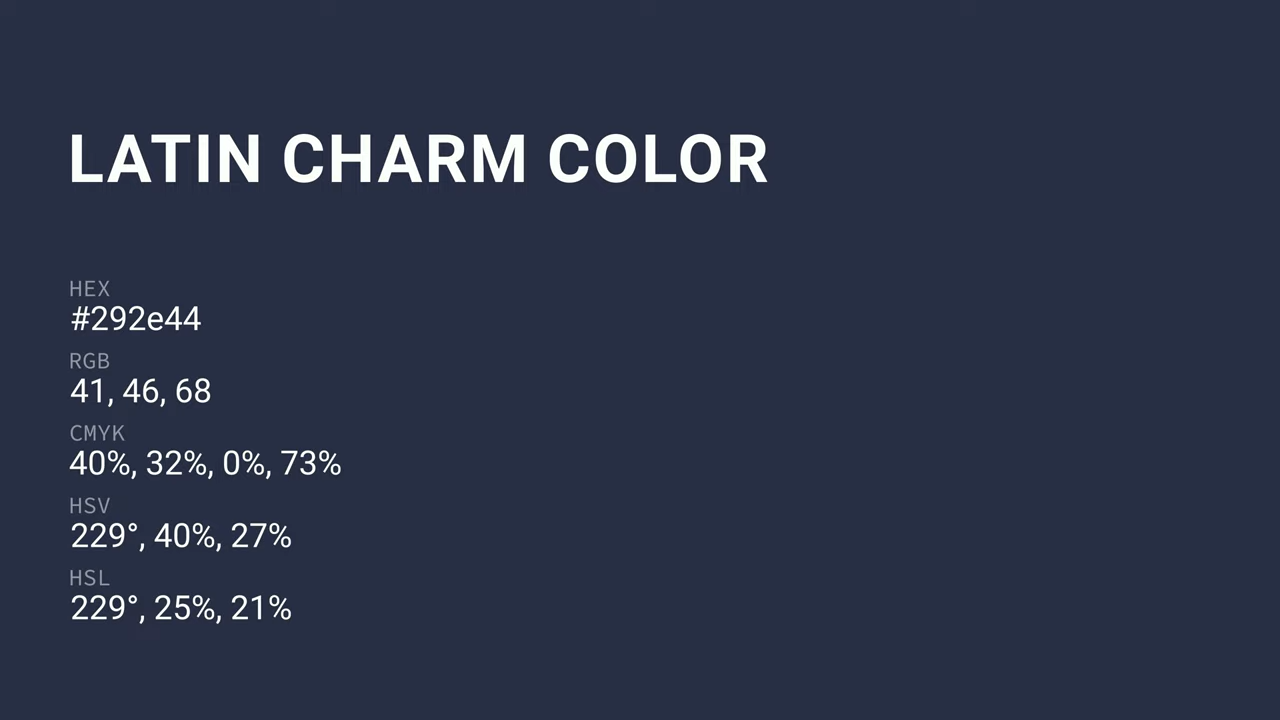 LATIN CHARM COLOR
HEX
#292e44
RGB
41, 46, 68
CMYK
40%, 32%, 0%, 73%
HSV
229°, 40%, 27%
HSL
229°, 25%, 21%